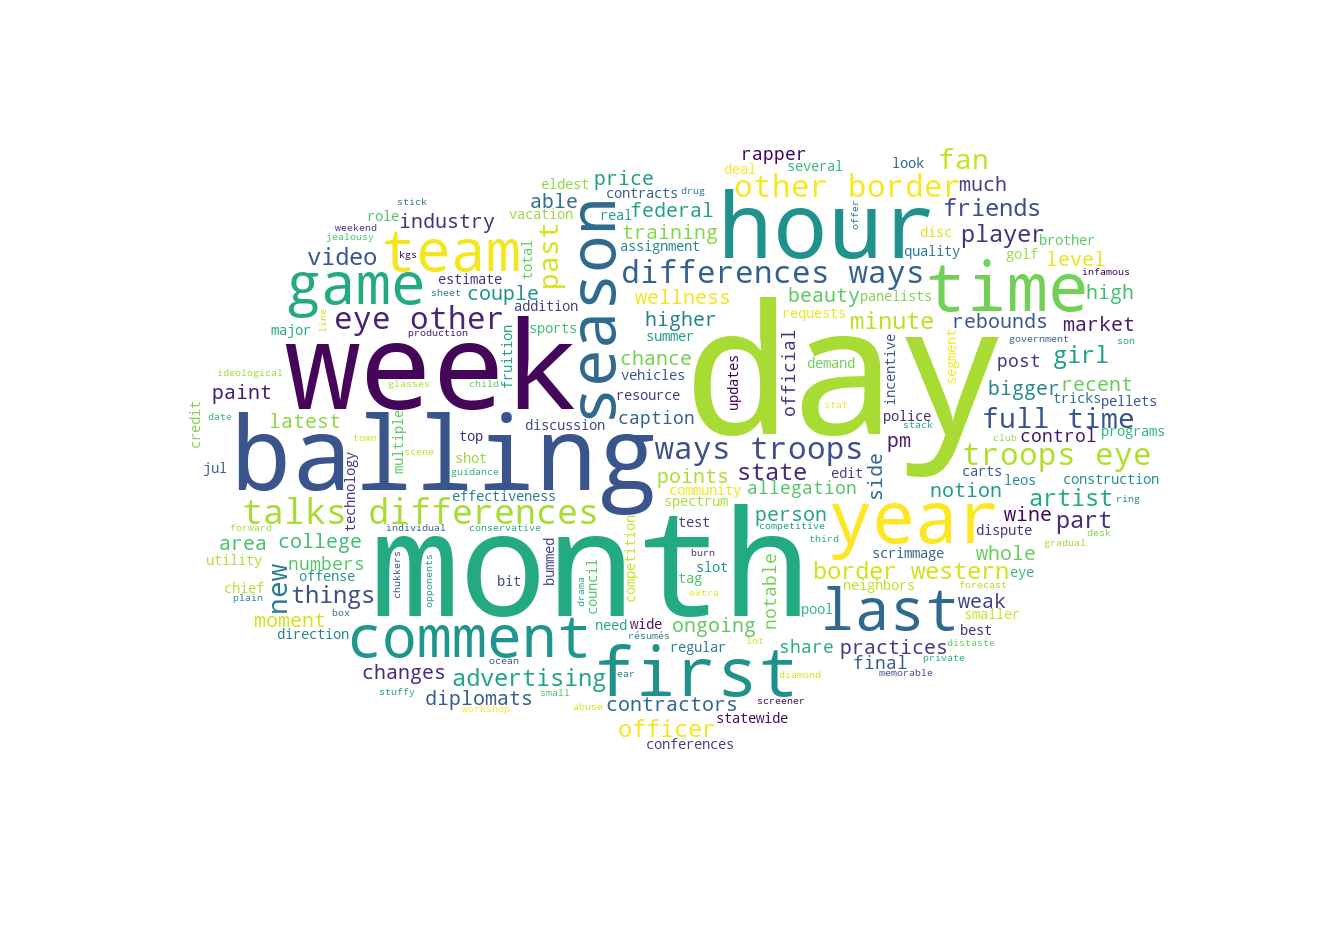 rapper
look
fan
deal
several
eldest
price
contracts
drug
other border
much
stick
able
hour
offer
friends
role
industry
vacation
real
federal
weekend
jealousy
team
season
past
training
disc
player
brother
video
kgs
total
assignment
quality
golf
level
game
estimate
differences ways
time
infamous
sheet
couple
addition
wellness
beauty
panelists
high
line
major
eye other
production
sports
higher
requests
minute
rebounds
market
week
fruition
summer
day
official
government
son
ideological
chance
demand
incentive
segment
post
girl
paint
glasses
child
vehicles
updates
bigger
recent
credit
date
latest
multiple
resource
stat
police
tricks
pellets
balling
caption
stack
full time
town
top
discussion
ways troops
pm
club
control
programs
scene
shot
troops eye
jul
technology
guidance
points
state
edit
side
carts
leos
construction
effectiveness
community
allegation
notion
artist
ring
talks differences
spectrum
year
wine
part
forward
individual
conservative
month
competition
test
person
competitive
dispute
desk
area
college
third
gradual
utility
numbers
chukkers
opponents
bummed
burn
scrimmage
whole
offense
slot
border western
eye
chief
new
bit
drama
council
tag
notable
neighbors
forecast
plain
things
extra
last
weak
box
pool
smaller
moment
need
wide
ongoing
best
direction
comment
résumés
lot
share
practices
distaste
regular
final
private
ocean
first
changes
advertising
ear
diamond
memorable
stuffy
diplomats
small
workshop
abuse
contractors
screener
officer
statewide
conferences